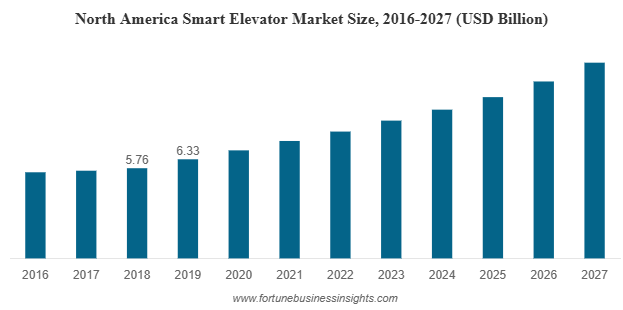 North America Smart Elevator Market Size, 2016-2027 (USD Billion)
5.76
6.33
2016 2017 2018 2019 2020 2021 2022 2023 2024 2025 2026 2027
www.fortunebusinessinsights.com